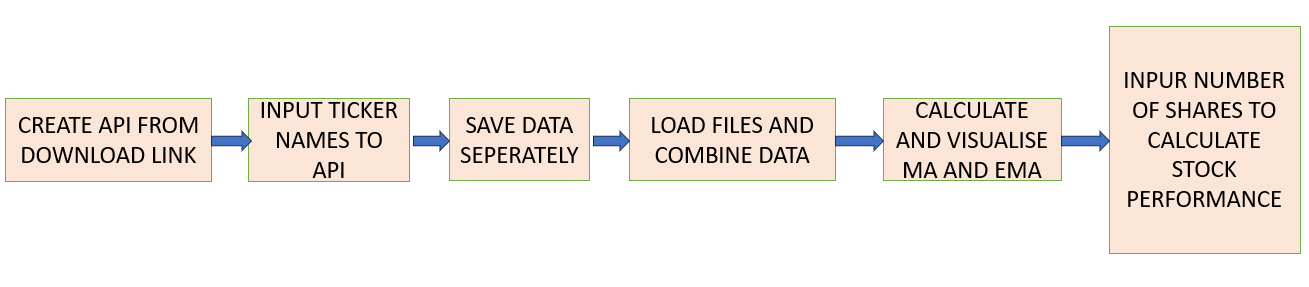 CREATE API FROM
DOWNLOAD LINK
INPUT TICKER
NAMES TO
API
SAVE DATA
SEPERATELY
LOAD FILES AND
COMBINE DATA
CALCULATE
AND VISUALISE
MA AND EMA
INPUR NUMBER
OF SHARES TO
CALCULATE
STOCK
PERFORMANCE